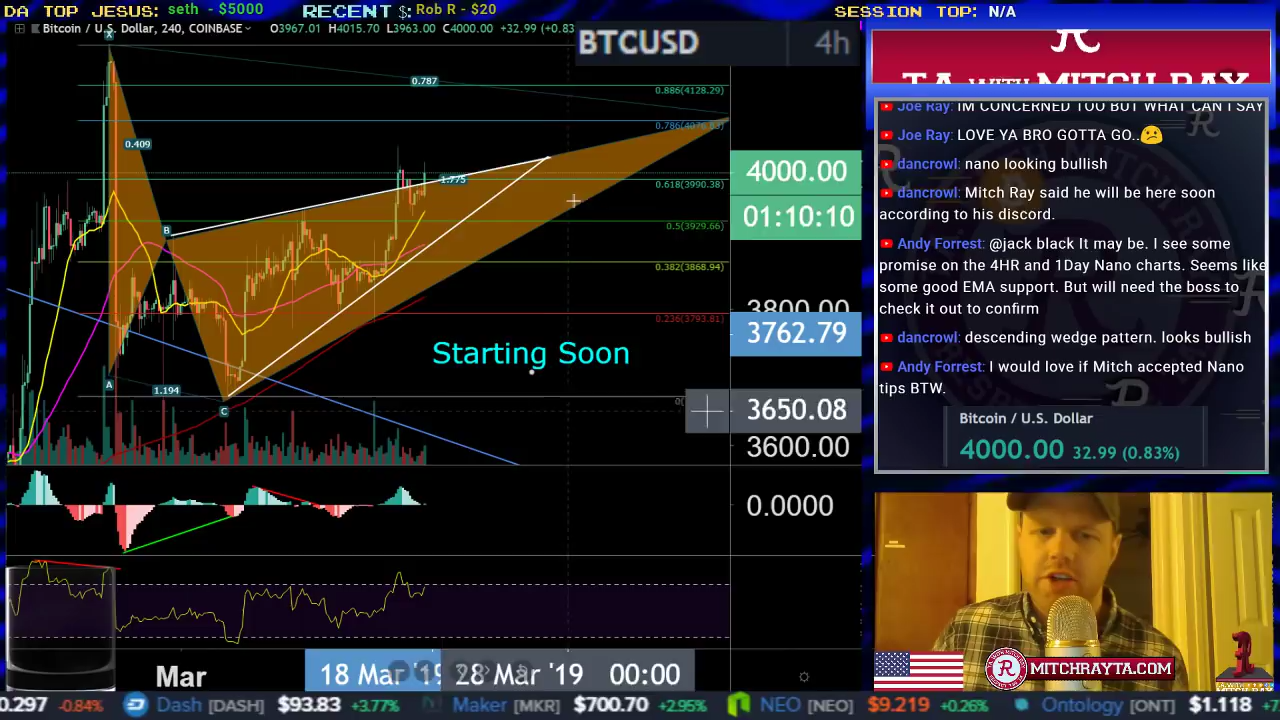 DA TOP JESUS: seth - $5000
RECENT $: Rob R - $20
SESSION TOP: N/A
Bitcoin / U.S. Dollar, 240, COINBASE O3967.01 H4015.70 L3963.00 C4000.00 +32.99 (+0.83
BTCUSD 4h
X
0.787
0.886(4128.29)
0.786(4076.83)
0.409
4000.00
1.775
0.618(3990.38)
01:10:10
B
0.5(3929.66)
0.382(3868.94)
3800.00
0.236(3793.81)
3762.79
Starting Soon
A
1.194
C
0(
3650.08
3600.00
0.0000
Mar
18 Mar '19
28 Mar '19 00:00
TA WITH MITCH RAY
Joe Ray: IM CONCERNED TOO BUT WHAT CAN I SAY
Joe Ray: LOVE YA BRO GOTTA GO..
dancrowl: nano looking bullish
dancrowl: Mitch Ray said he will be here soon
according to his discord.
Andy Forrest: @jack black It may be. I see some
promise on the 4HR and 1Day Nano charts. Seems like
some good EMA support. But will need the boss to
check it out to confirm
dancrowl: descending wedge pattern. looks bullish
Andy Forrest: I would love if Mitch accepted Nano
tips BTW.
Bitcoin / U.S. Dollar
4000.00 32.99 (0.83%)
MITCHRAYTA.COM
0.297 -0.84% Dash [DASH] $93.83 +3.77% Maker [MKR] $700.70 +2.95% NEO [NEO] $9.219 +0.26% Ontology [ONT] $1.118